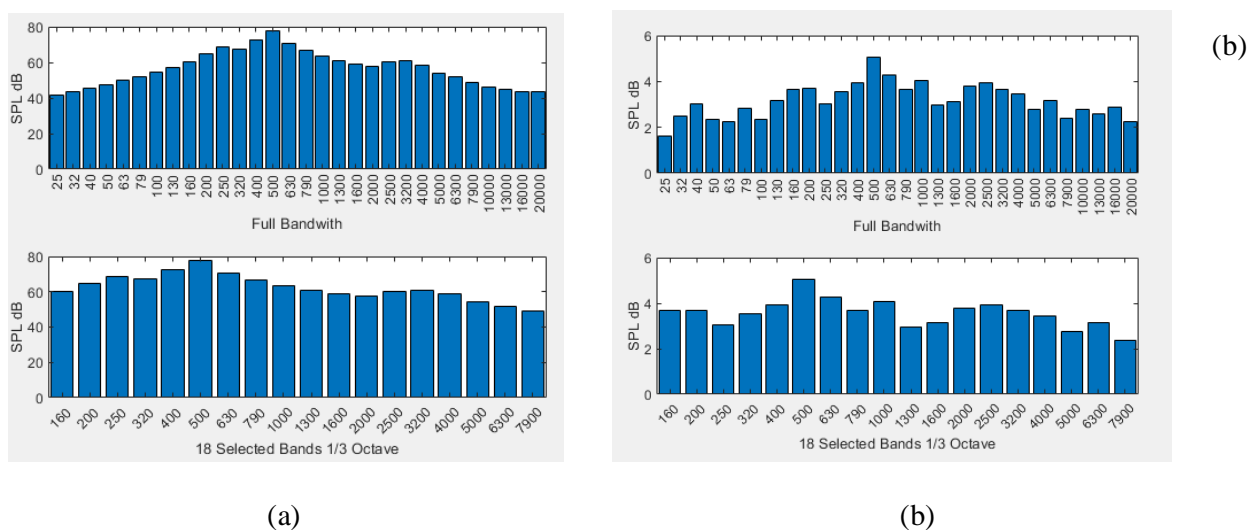 80
60
40
20
0
SPL dB
25 32 40 50 63 79 100 130 160 200 250 320 400 500 630 790 1000 1300 1600 2000 2500 3200 4000 5000 6300 7900 10000 13000 16000 20000
Full Bandwith
80
60
40
20
0
SPL dB
160 200 250 320 400 500 630 790 1000 1300 1600 2000 2500 3200 4000 5000 6300 7900
18 Selected Bands 1/3 Octave
(a)
6
4
2
0
SPL dB
25 32 40 50 63 79 100 130 160 200 250 320 400 500 630 790 1000 1300 1600 2000 2500 3200 4000 5000 6300 7900 10000 13000 16000 20000
Full Bandwith
6
4
2
0
SPL dB
160 200 250 320 400 500 630 790 1000 1300 1600 2000 2500 3200 4000 5000 6300 7900
18 Selected Bands 1/3 Octave
(b)
(b)